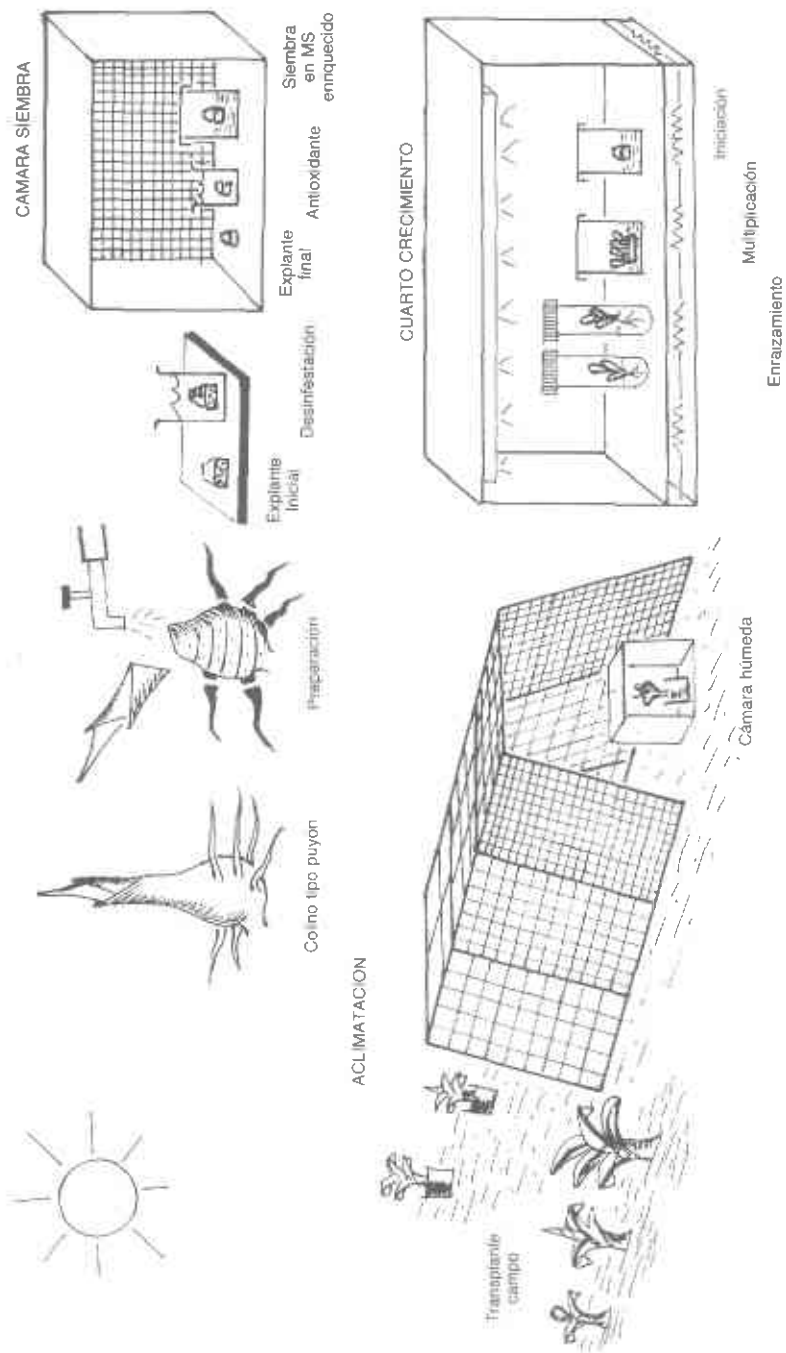 Colino tipo puyon
Preparación
Explante
Inicial
Desinfestación
CAMARA SIEMBRA
Explante
final
Antioxidante
Siembra
en MS
ennquecido
ACLIMATACION
Transplante
campo
Cámara húmeda
CUARTO CRECIMIENTO
Enraizamiento
Multiplicación
Iniciación